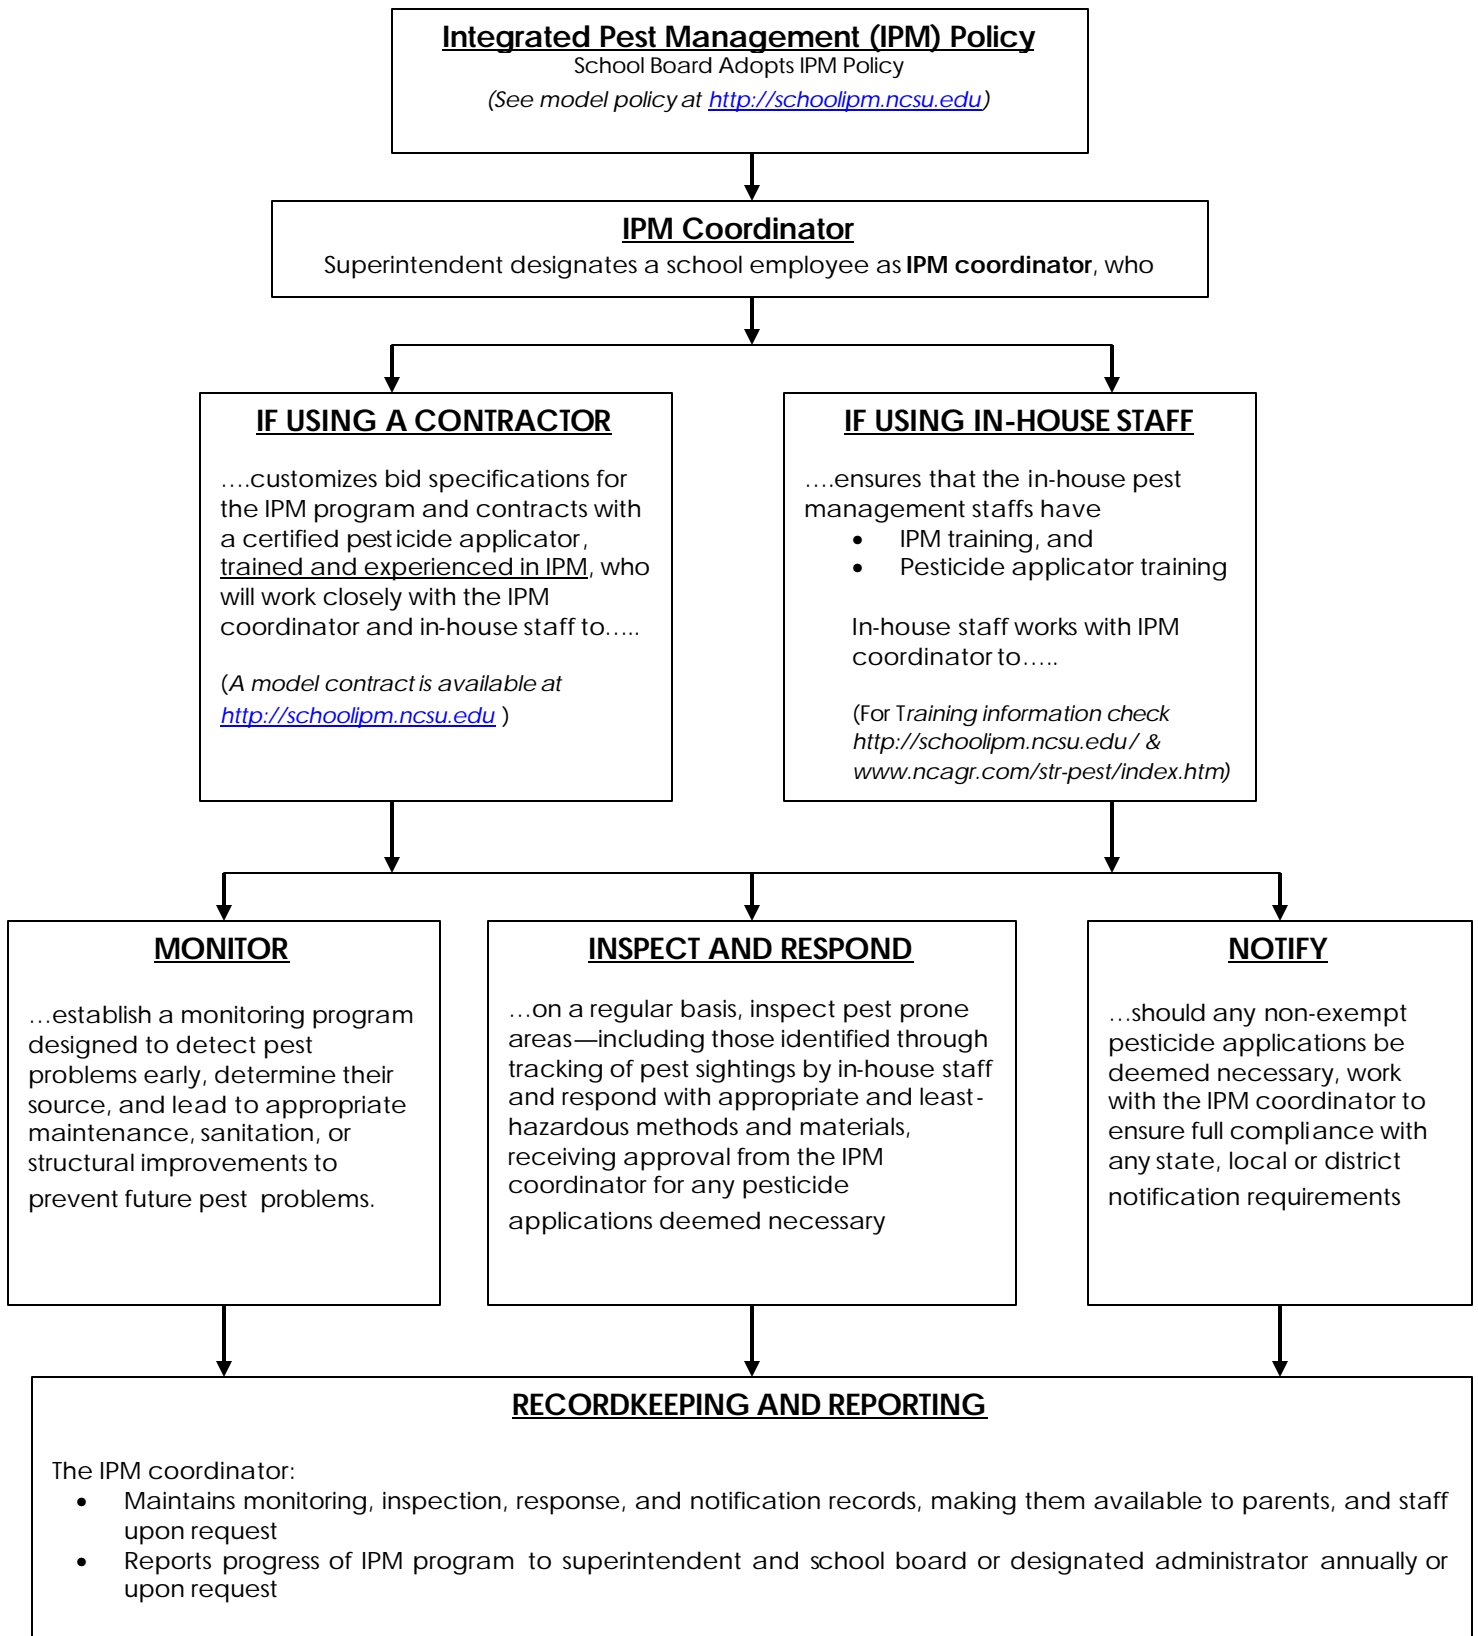 Integrated Pest Management (IPM) Policy
School Board Adopts IPM Policy
(See model policy at http://schoolipm.ncsu.edu)
IPM Coordinator
Superintendent designates a school employee as IPM coordinator, who
IF USING A CONTRACTOR
….customizes bid specifications for
the IPM program and contracts with
a certified pesticide applicator,
trained and experienced in IPM, who
will work closely with the IPM
coordinator and in-house staff to…..
(A model contract is available at
http://schoolipm.ncsu.edu )
IF USING IN-HOUSE STAFF
….ensures that the in-house pest
management staffs have
• IPM training, and
• Pesticide applicator training
In-house staff works with IPM
coordinator to…..
(For Training information check
http://schoolipm.ncsu.edu/ &
www.ncagr.com/str-pest/index.htm)
MONITOR
…establish a monitoring program
designed to detect pest
problems early, determine their
source, and lead to appropriate
maintenance, sanitation, or
structural improvements to
prevent future pest problems.
INSPECT AND RESPOND
…on a regular basis, inspect pest prone
areas—including those identified through
tracking of pest sightings by in-house staff
and respond with appropriate and least-
hazardous methods and materials,
receiving approval from the IPM
coordinator for any pesticide
applications deemed necessary
NOTIFY
…should any non-exempt
pesticide applications be
deemed necessary, work
with the IPM coordinator to
ensure full compliance with
any state, local or district
notification requirements
RECORDKEEPING AND REPORTING
The IPM coordinator:
• Maintains monitoring, inspection, response, and notification records, making them available to parents, and staff
upon request
• Reports progress of IPM program to superintendent and school board or designated administrator annually or
upon request